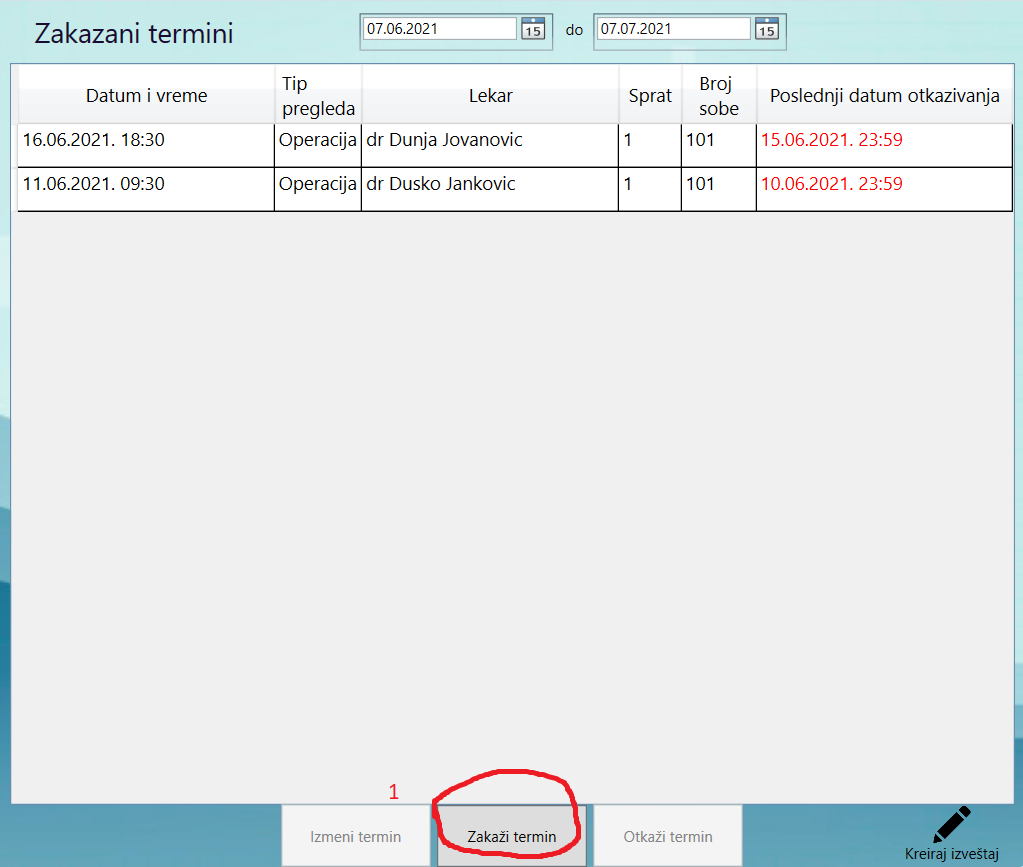 Zakazani termini
07.06.2021 15 do 07.07.2021 15
Datum i vreme Tip pregleda Lekar Sprat Broj sobe Poslednji datum otkazivanja
16.06.2021. 18:30 Operacija dr Dunja Jovanovic 1 101 15.06.2021. 23:59
11.06.2021. 09:30 Operacija dr Dusko Jankovic 1 101 10.06.2021. 23:59
1
Izmeni termin Zakaži termin Otkaži termin
Kreiraj izveštaj